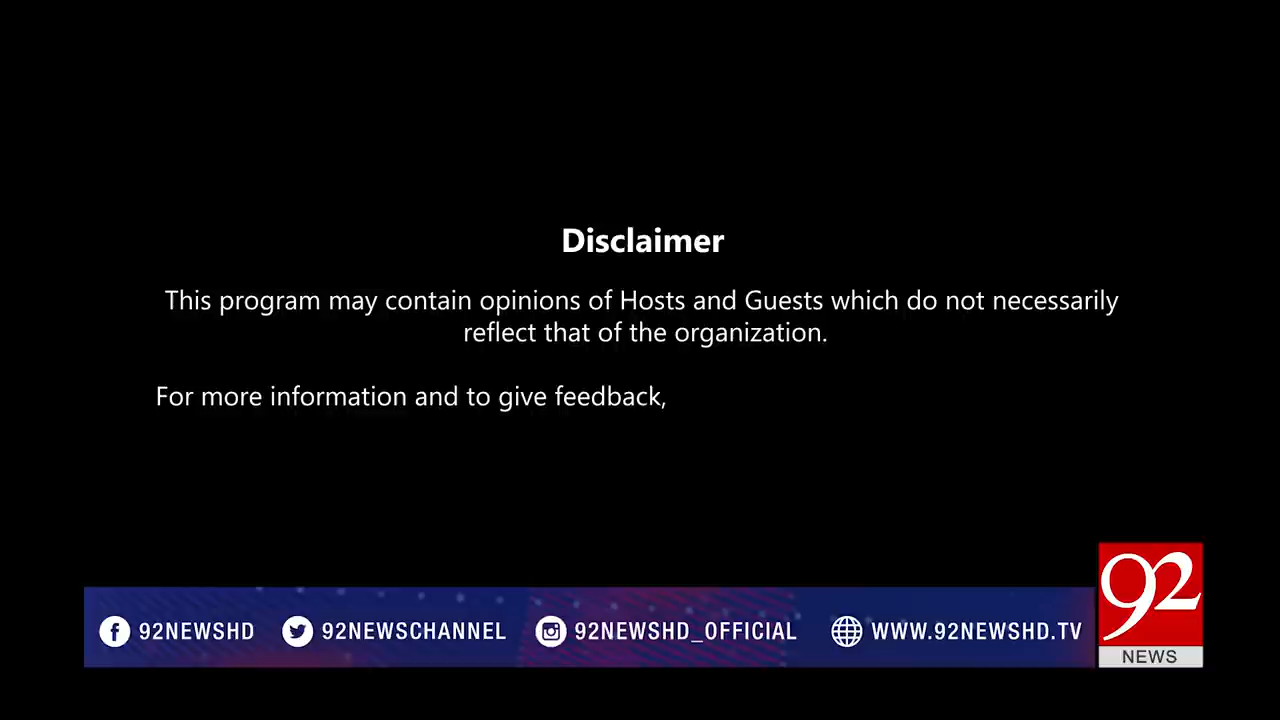 Disclaimer
This program may contain opinions of Hosts and Guests which do not necessarily
reflect that of the organization.
For more information and to give feedback,
92NEWSHD 92NEWSCHANNEL 92NEWSHD_OFFICIAL WWW.92NEWSHD.TV
92
NEWS